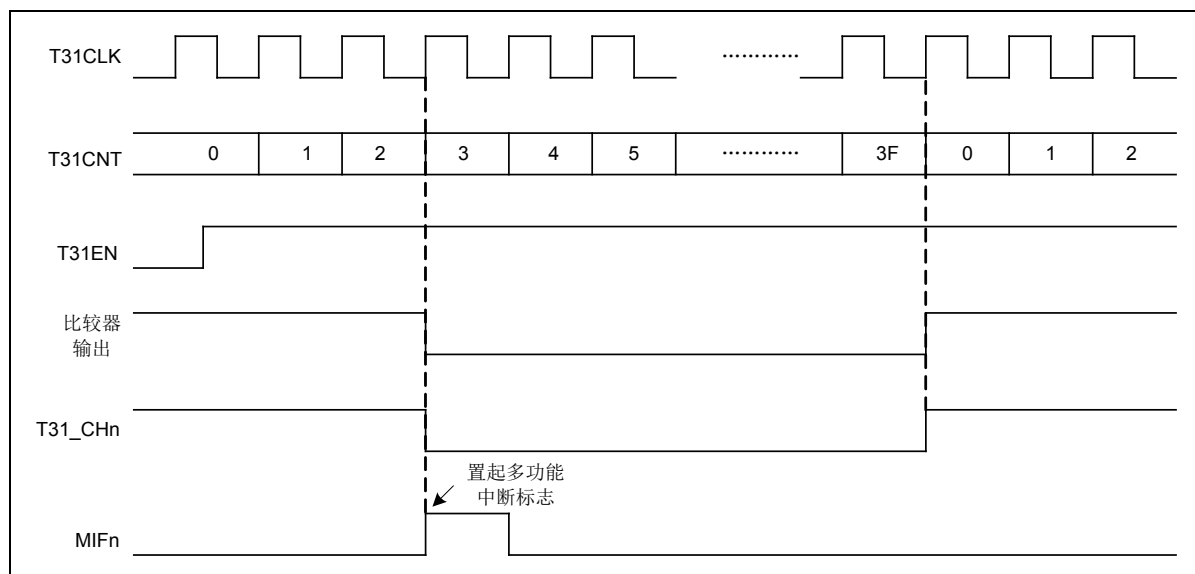 T31CLK
…………
T31CNT 0 1 2 3 4 5 ………… 3F 0 1 2
T31EN
比较器
输出
T31_CHn
置起多功能
中断标志
MIFn